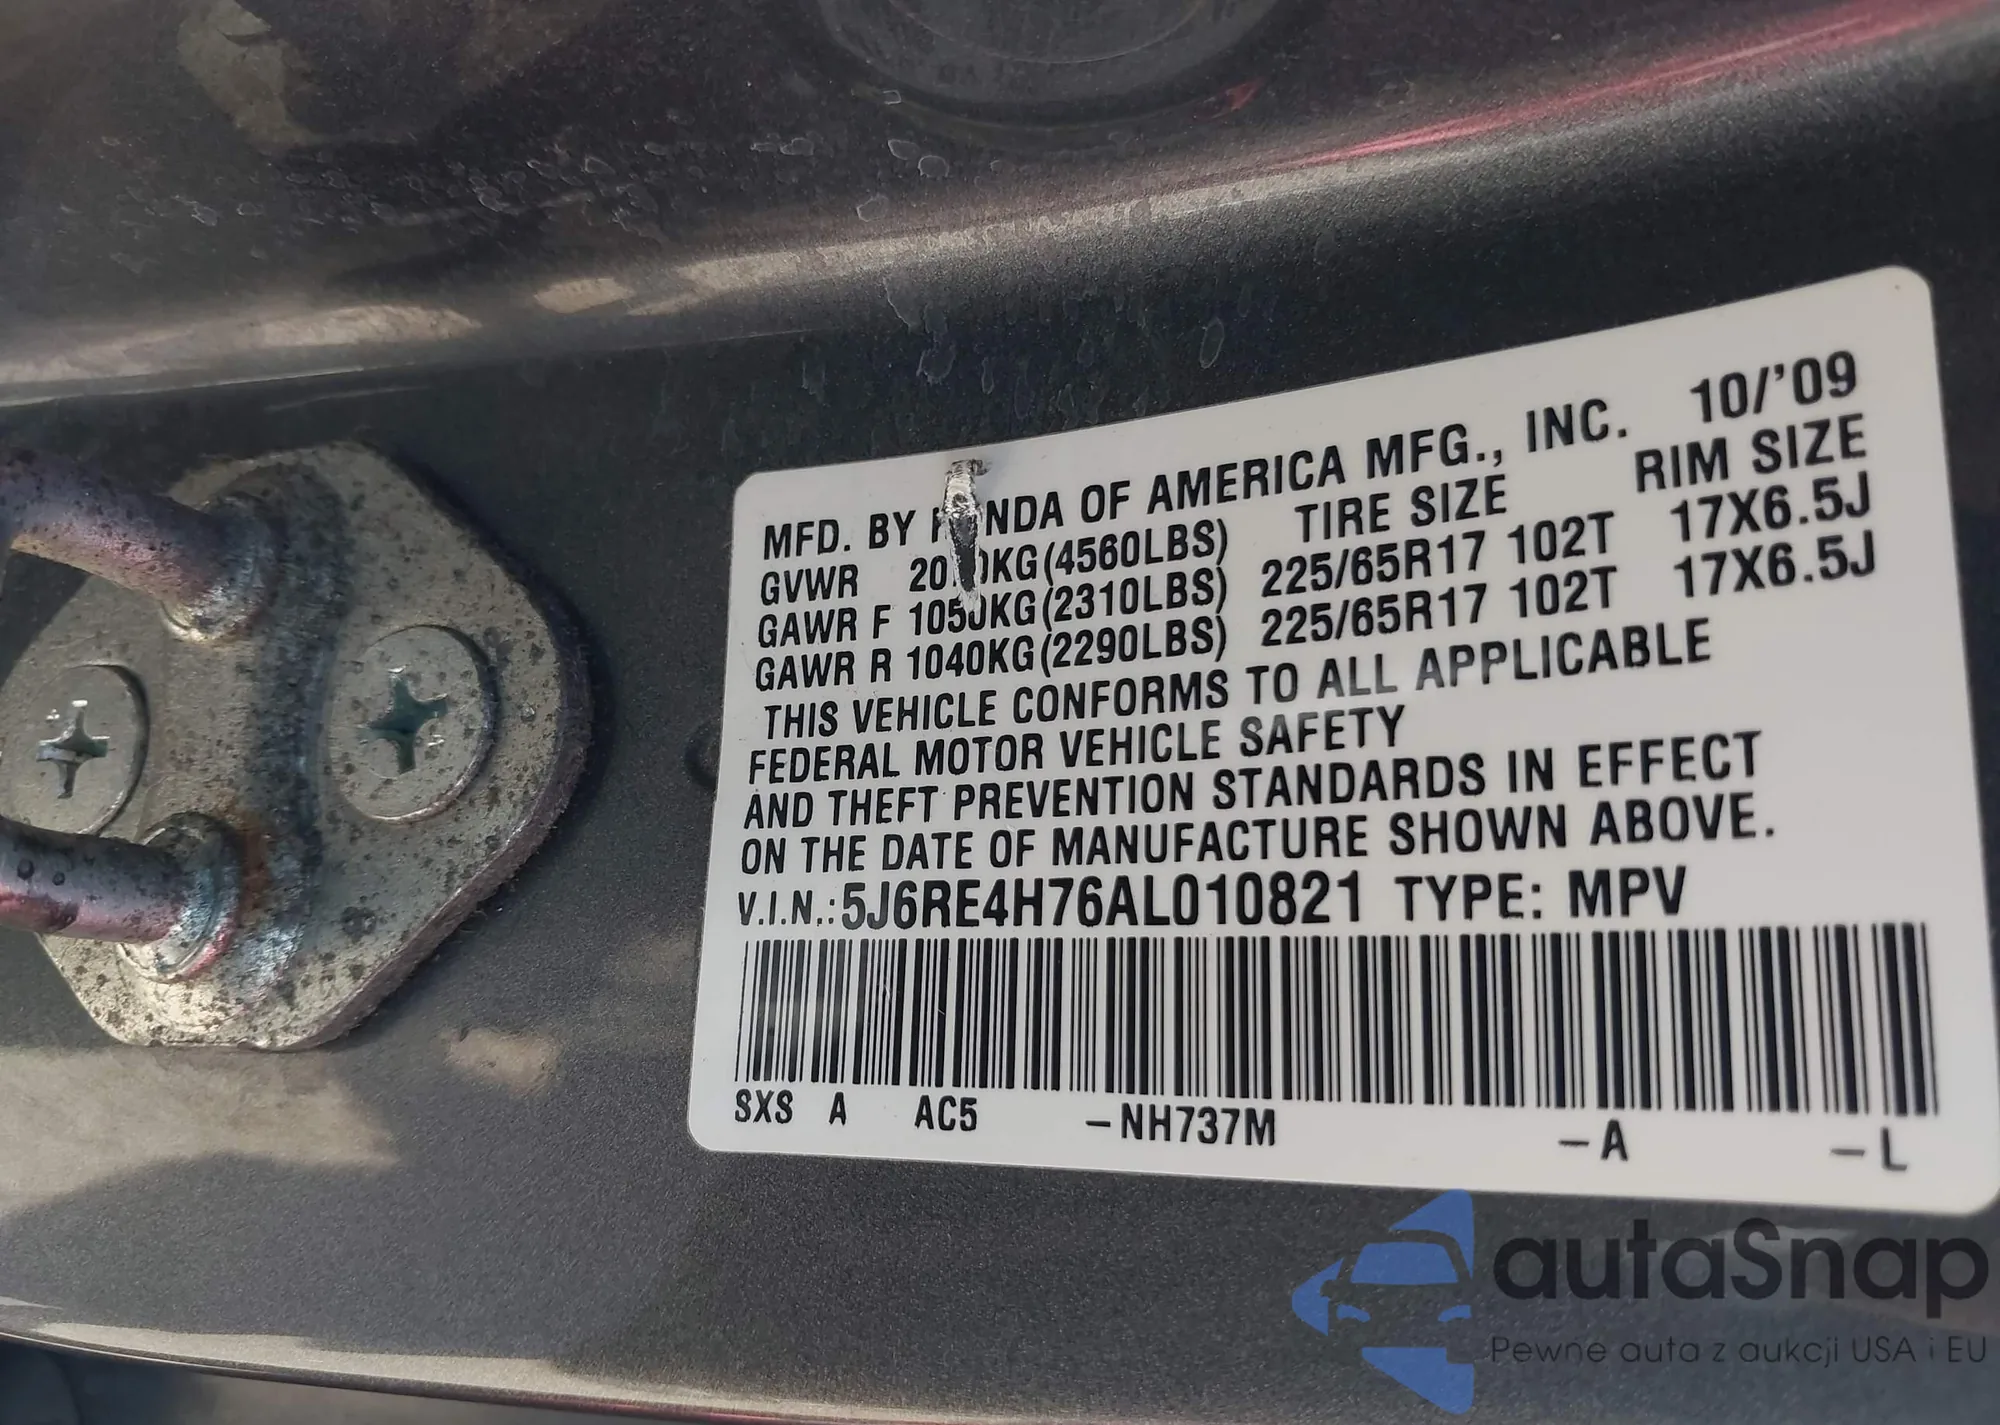 MFD. BY HONDA OF AMERICA MFG., INC. 10/'09
GVWR KG(4560LBS) TIRE SIZE RIM SIZE
GAWR F 1050KG(2310LBS) 225/65R17 102T 17X6.5J
GAWR R 1040KG(2290LBS) 225/65R17 102T 17X6.5J
THIS VEHICLE CONFORMS TO ALL APPLICABLE
FEDERAL MOTOR VEHICLE SAFETY
AND THEFT PREVENTION STANDARDS IN EFFECT
ON THE DATE OF MANUFACTURE SHOWN ABOVE.
V.I.N.:5J6RE4H76AL010821 TYPE: MPV
SXS A AC5 -NH737M -A -L
autaSnap
Pewne auta z aukcji USA i EU